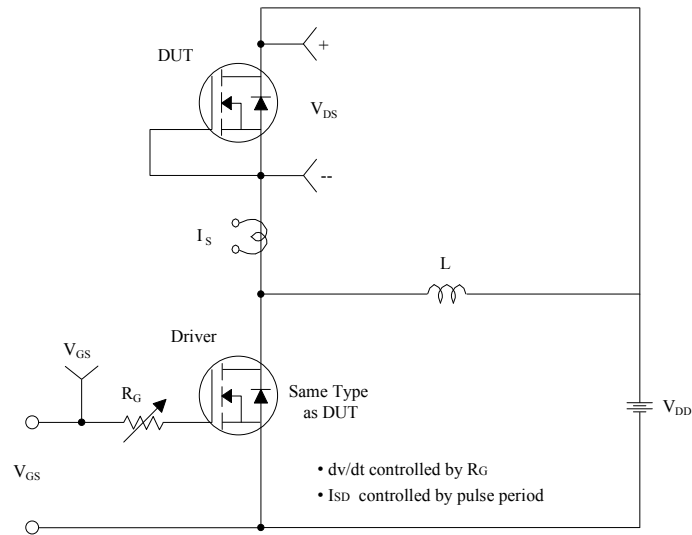 DUT
+
VDS
--
IS
L
Driver
VGS
RG
Same Type
as DUT
VDD
VGS
• dv/dt controlled by RG
• ISD controlled by pulse period